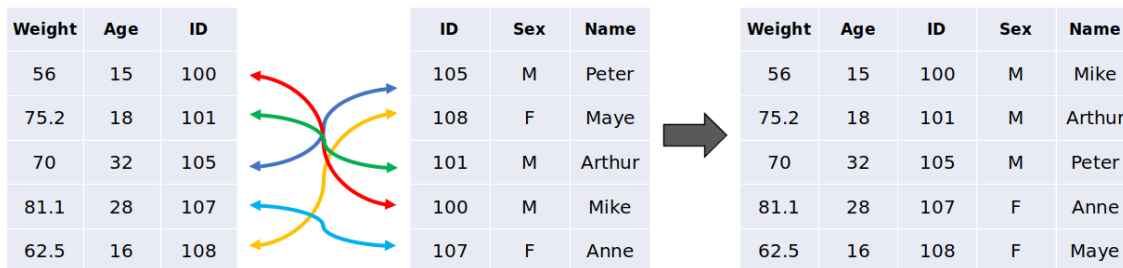 Weight Age ID ID Sex Name Weight Age ID Sex Name
56 15 100 105 M Peter 56 15 100 M Mike
75.2 18 101 108 F Maye 75.2 18 101 M Arthur
70 32 105 101 M Arthur 70 32 105 M Peter
81.1 28 107 100 M Mike 81.1 28 107 F Anne
62.5 16 108 107 F Anne 62.5 16 108 F Maye